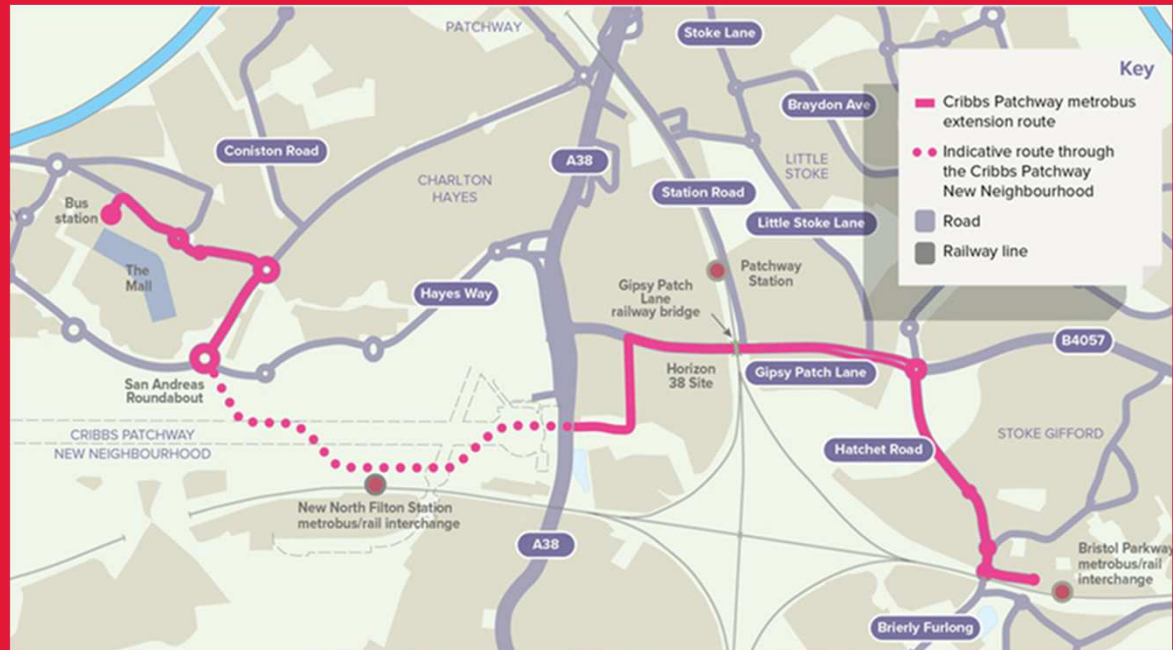 PATCHWAY
Stoke Lane
Key
Cribbs Patchway metrobus
extension route
Braydon Ave
Indicative route through
the Cribbs Patchway
New Neighbourhood
Coniston Road
A38
LITTLE
STOKE
CHARLTON
HAYES
Station Road
Bus
station
Little Stoke Lane
Road
Railway line
The
Mall
Patchway
Station
Gipsy Patch
Lane
railway bridge
Hayes Way
B4057
Horizon
38 Site
Gipsy Patch Lane
San Andreas
Roundabout
CRIBBS PATCHWAY
NEW NEIGHBOURHOOD
STOKE GIFFORD
Hatchet Road
New North Filton Station
metrobus/rail interchange
A38
Bristol Parkway
metrobus/rail
interchange
Brierly Furlong